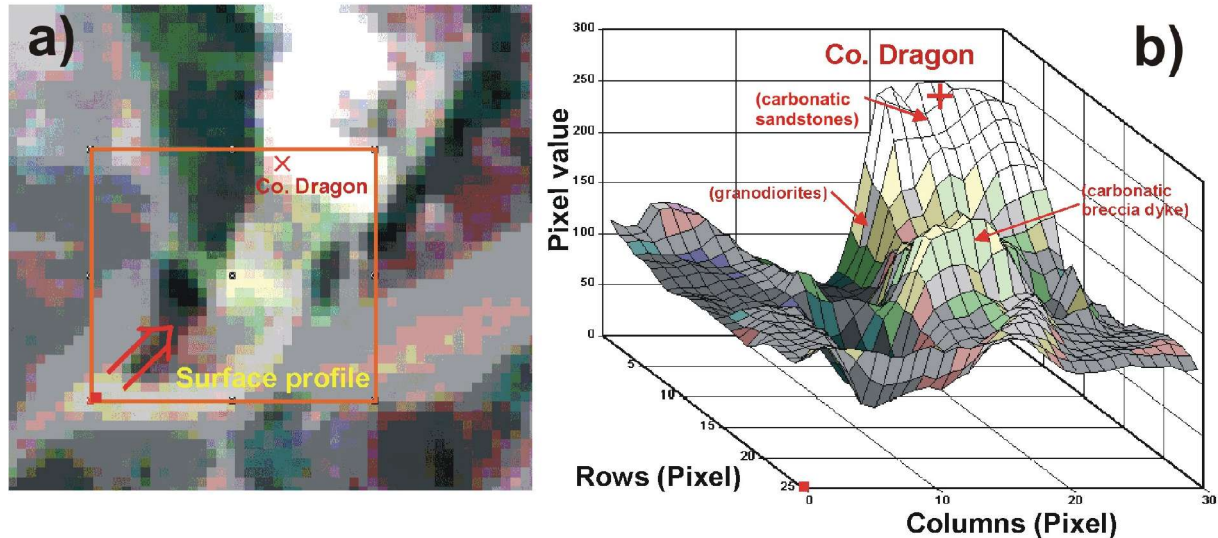 a)
Co. Dragon
Surface profile
b)
300
250
200
150
100
50
0
Pixel value
Co. Dragon
(carbonatic
sandstones)
(granodiorites)
(carbonatic
breccia dyke)
5
10
15
20
25
Rows (Pixel)
0
10
20
30
Columns (Pixel)